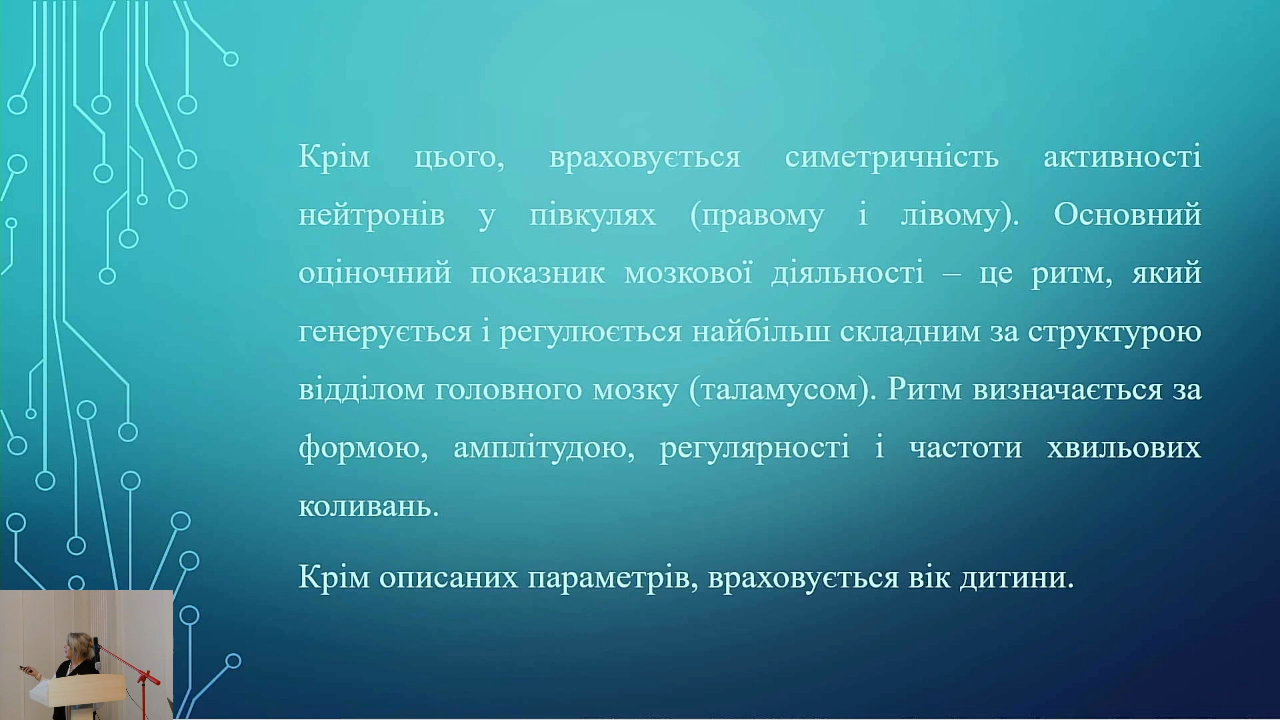 Крім цього, враховується симетричність активності
нейтронів у півкулях (правому і лівому). Основний
оціночний показник мозкової діяльності – це ритм, який
генерується і регулюється найбільш складним за структурою
відділом головного мозку (таламусом). Ритм визначається за
формою, амплітудою, регулярності і частоти хвильових
коливань.
Крім описаних параметрів, враховується вік дитини.